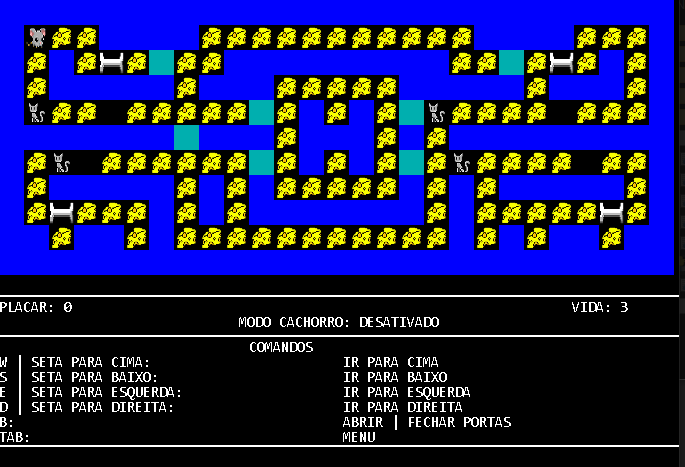 PLACAR: 0 VIDA: 3
MODO CACHORRO: DESATIVADO
COMANDOS
W | SETA PARA CIMA: IR PARA CIMA
S | SETA PARA BAIXO: IR PARA BAIXO
E | SETA PARA ESQUERDA: IR PARA ESQUERDA
D | SETA PARA DIREITA: IR PARA DIREITA
B: ABRIR | FECHAR PORTAS
TAB: MENU